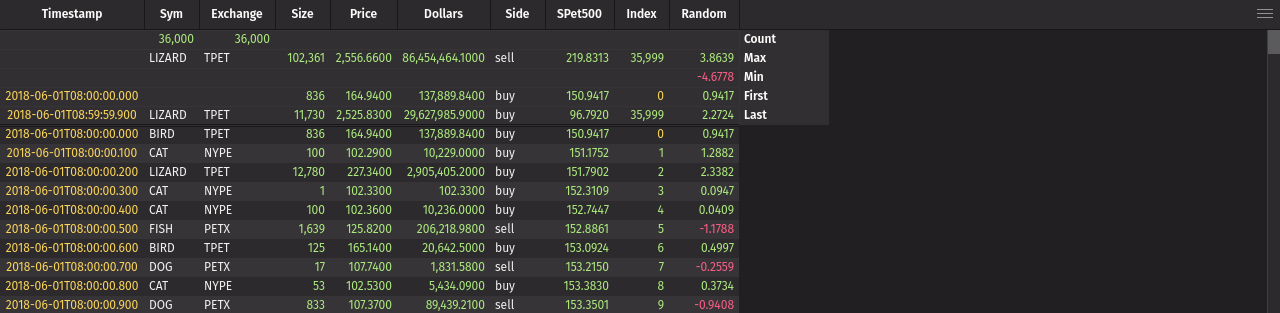 Timestamp Sym Exchange Size Price Dollars Side SPet500 Index Random
36,000 36,000 Count
LIZARD TPET 102,361 2,556.6600 86,454,464.1000 sell 219.8313 35,999 3.8639 Max
-4.6778 Min
2018-06-01T08:00:00.000 836 164.9400 137,889.8400 buy 150.9417 0 0.9417 First
2018-06-01T08:59:59.900 LIZARD TPET 11,730 2,525.8300 29,627,985.9000 buy 96.7920 35,999 2.2724 Last
2018-06-01T08:00:00.000 BIRD TPET 836 164.9400 137,889.8400 buy 150.9417 0 0.9417
2018-06-01T08:00:00.100 CAT NYPE 100 102.2900 10,229.0000 buy 151.1752 1 1.2882
2018-06-01T08:00:00.200 LIZARD TPET 12,780 227.3400 2,905,405.2000 buy 151.7902 2 2.3382
2018-06-01T08:00:00.300 CAT NYPE 1 102.3300 102.3300 buy 152.3109 3 0.0947
2018-06-01T08:00:00.400 CAT NYPE 100 102.3600 10,236.0000 buy 152.7447 4 0.0409
2018-06-01T08:00:00.500 FISH PETX 1,639 125.8200 206,218.9800 sell 152.8861 5 -1.1788
2018-06-01T08:00:00.600 BIRD TPET 125 165.1400 20,642.5000 buy 153.0924 6 0.4997
2018-06-01T08:00:00.700 DOG PETX 17 107.7400 1,831.5800 sell 153.2150 7 -0.2559
2018-06-01T08:00:00.800 CAT NYPE 53 102.5300 5,434.0900 buy 153.3830 8 0.3734
2018-06-01T08:00:00.900 DOG PETX 833 107.3700 89,439.2100 sell 153.3501 9 -0.9408